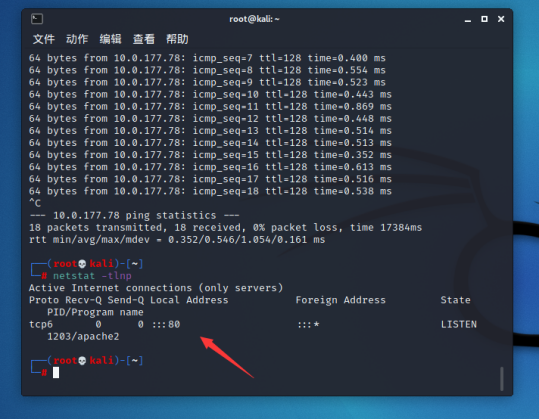 root@kali: ~
文件 动作 编辑 查看 帮助
64 bytes from 10.0.177.78: icmp_seq=7 ttl=128 time=0.400 ms
64 bytes from 10.0.177.78: icmp_seq=8 ttl=128 time=0.554 ms
64 bytes from 10.0.177.78: icmp_seq=9 ttl=128 time=0.523 ms
64 bytes from 10.0.177.78: icmp_seq=10 ttl=128 time=0.443 ms
64 bytes from 10.0.177.78: icmp_seq=11 ttl=128 time=0.869 ms
64 bytes from 10.0.177.78: icmp_seq=12 ttl=128 time=0.448 ms
64 bytes from 10.0.177.78: icmp_seq=13 ttl=128 time=0.514 ms
64 bytes from 10.0.177.78: icmp_seq=14 ttl=128 time=0.513 ms
64 bytes from 10.0.177.78: icmp_seq=15 ttl=128 time=0.352 ms
64 bytes from 10.0.177.78: icmp_seq=16 ttl=128 time=0.613 ms
64 bytes from 10.0.177.78: icmp_seq=17 ttl=128 time=0.516 ms
64 bytes from 10.0.177.78: icmp_seq=18 ttl=128 time=0.538 ms
^C
--- 10.0.177.78 ping statistics ---
18 packets transmitted, 18 received, 0% packet loss, time 17384ms
rtt min/avg/max/mdev = 0.352/0.546/1.054/0.161 ms
┌──(root💀kali)-[~]
└─# netstat -tlnp
Active Internet connections (only servers)
Proto Recv-Q Send-Q Local Address Foreign Address State
PID/Program name
tcp6 0 0 :::80 :::* LISTEN
1203/apache2
┌──(root💀kali)-[~]
└─#